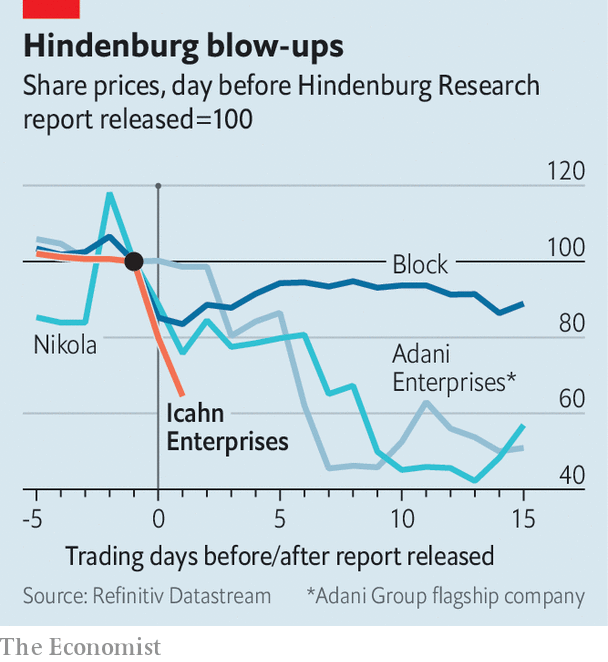 Hindenburg blow-ups
Share prices, day before Hindenburg Research
report released=100
120
100
Block
80
Nikola
Adani
Enterprises*
60
Icahn
Enterprises
40
-5 0 5 10 15
Trading days before/after report released
Source: Refinitiv Datastream *Adani Group flagship company
The Economist